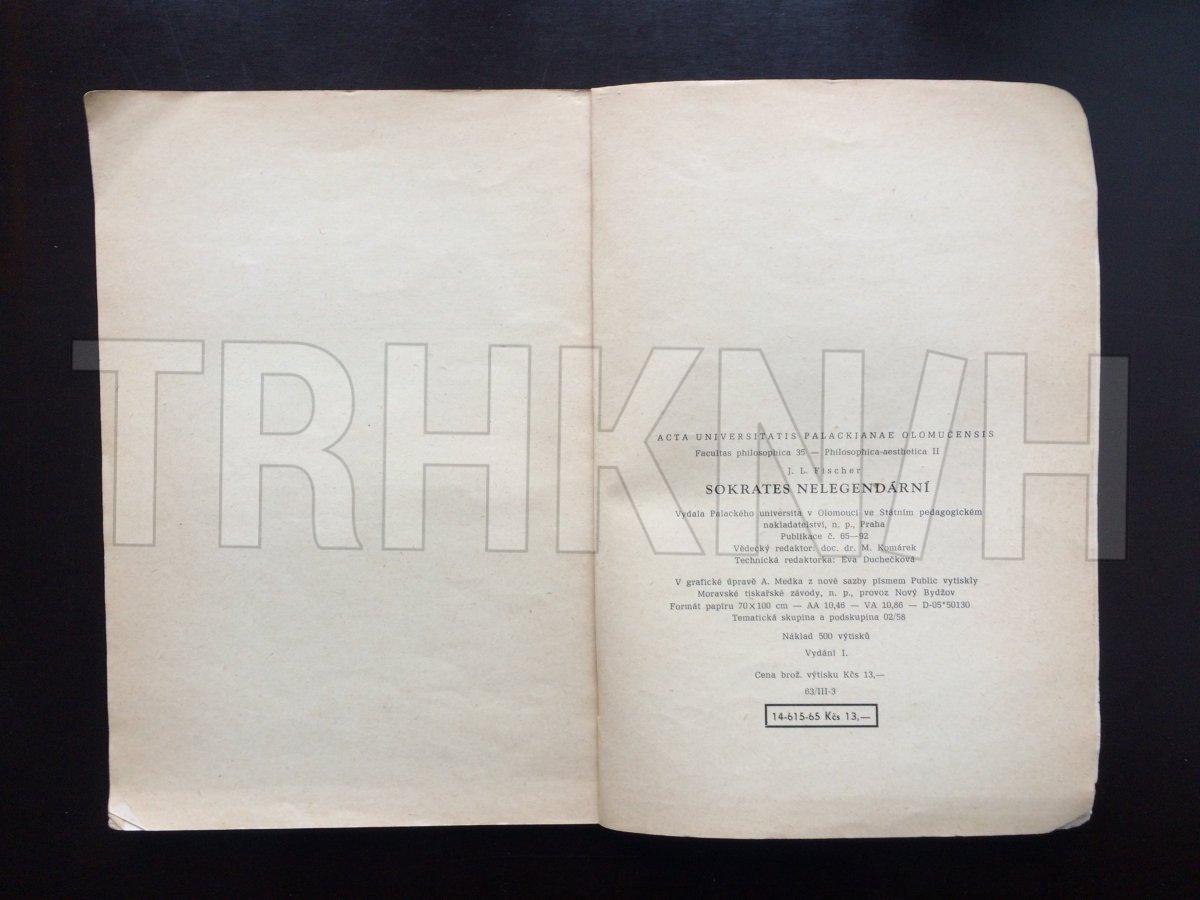 TRHKNIH
ACTA UNIVERSITATIS PALACKIANAE OLOMUCENSIS
Facultas philosophica 35 — Philosophica-aesthetica II
J. L. Fischer
SOKRATES NELEGENDÁRNÍ
Vydala Palackého universita v Olomouci ve Státním pedagogickém
nakladatelství, n. p., Praha
Publikace č. 65—92
Vědecký redaktor: doc. dr. M. Komárek
Technická redaktorka: Eva Duchečková
V grafické úpravě A. Medka z nové sazby písmem Public vytiskly
Moravské tiskařské závody, n. p., provoz Nový Bydžov
Formát papíru 70×100 cm — AA 10,46 — VA 10,86 — D-05*50130
Tematická skupina a podskupina 02/58
Náklad 500 výtisků
Vydání I.
Cena brož. výtisku Kčs 13,—
63/III-3
14-615-65 Kčs 13,—